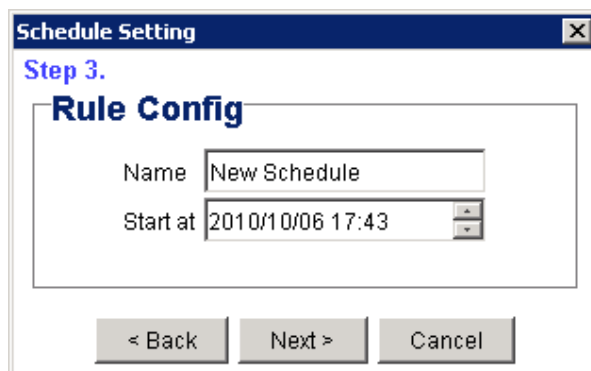 Schedule Setting
Step 3.
Rule Config
Name New Schedule
Start at 2010/10/06 17:43
< Back Next > Cancel